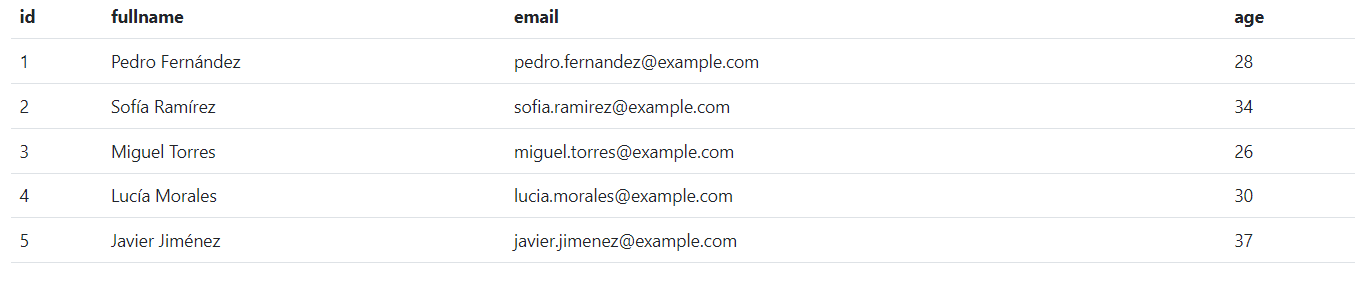 id fullname email age
1 Pedro Fernández pedro.fernandez@example.com 28
2 Sofía Ramírez sofia.ramirez@example.com 34
3 Miguel Torres miguel.torres@example.com 26
4 Lucía Morales lucia.morales@example.com 30
5 Javier Jiménez javier.jimenez@example.com 37